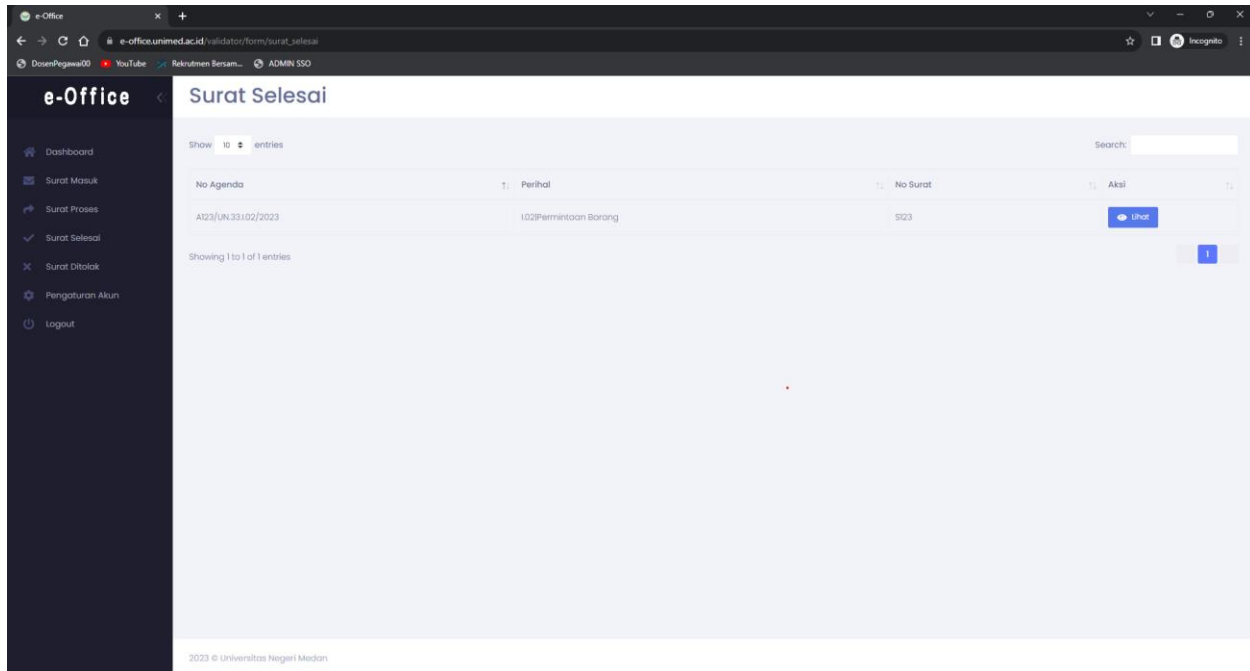 e-Office
e-office.unimed.ac.id/validator/form/surat_selesai
Incognito
DosenPegawai00 YouTube Rekrutmen Bersam... ADMIN SSO
e-Office
Surat Selesai
Dashboard
Surat Masuk
Surat Proses
Surat Selesai
Surat Ditolak
Pengaturan Akun
Logout
Show 10 entries
Search:
No Agenda Perihal No Surat Aksi
A123/UN.33.I.02/2023 I.02|Permintaan Barang S123 Lihat
Showing 1 to 1 of 1 entries
1
2023 © Universitas Negeri Medan